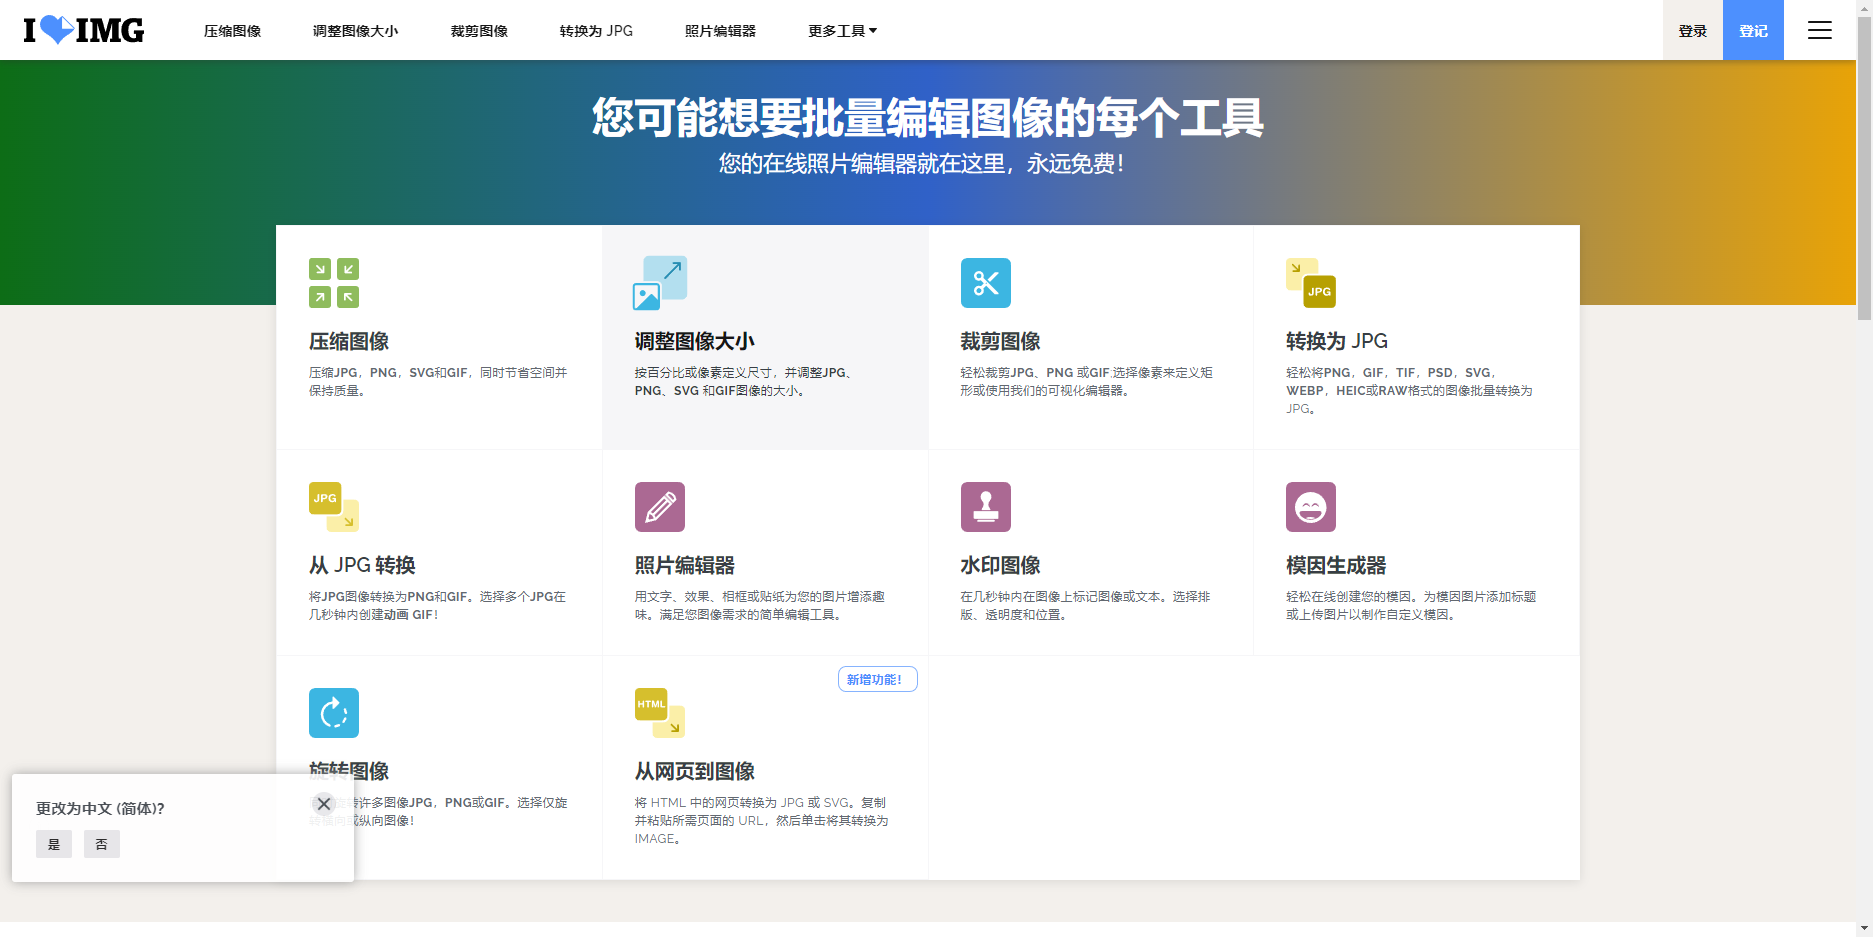 I IMG
压缩图像
调整图像大小
裁剪图像
转换为 JPG
照片编辑器
更多工具
登录
登记
您可能想要批量编辑图像的每个工具
您的在线照片编辑器就在这里，永远免费！
压缩图像
压缩JPG，PNG，SVG和GIF，同时节省空间并
保持质量。
调整图像大小
按百分比或像素定义尺寸，并调整JPG、
PNG、SVG 和GIF图像的大小。
裁剪图像
轻松裁剪JPG、PNG 或GIF;选择像素来定义矩
形或使用我们的可视化编辑器。
JPG
转换为 JPG
轻松将PNG，GIF，TIF，PSD，SVG，
WEBP，HEIC或RAW格式的图像批量转换为
JPG。
JPG
从 JPG 转换
将JPG图像转换为PNG和GIF。选择多个JPG在
几秒钟内创建动画 GIF！
照片编辑器
用文字、效果、相框或贴纸为您的图片增添趣
味。满足您图像需求的简单编辑工具。
水印图像
在几秒钟内在图像上标记图像或文本。选择排
版、透明度和位置。
模因生成器
轻松在线创建您的模因。为模因图片添加标题
或上传图片以制作自定义模因。
旋转图像
许多图像JPG，PNG或GIF。选择仅旋
或纵向图像！
新增功能！
HTML
从网页到图像
将 HTML 中的网页转换为 JPG 或 SVG。复制
并粘贴所需页面的 URL，然后单击将其转换为
IMAGE。
更改为中文 (简体)?
是
否